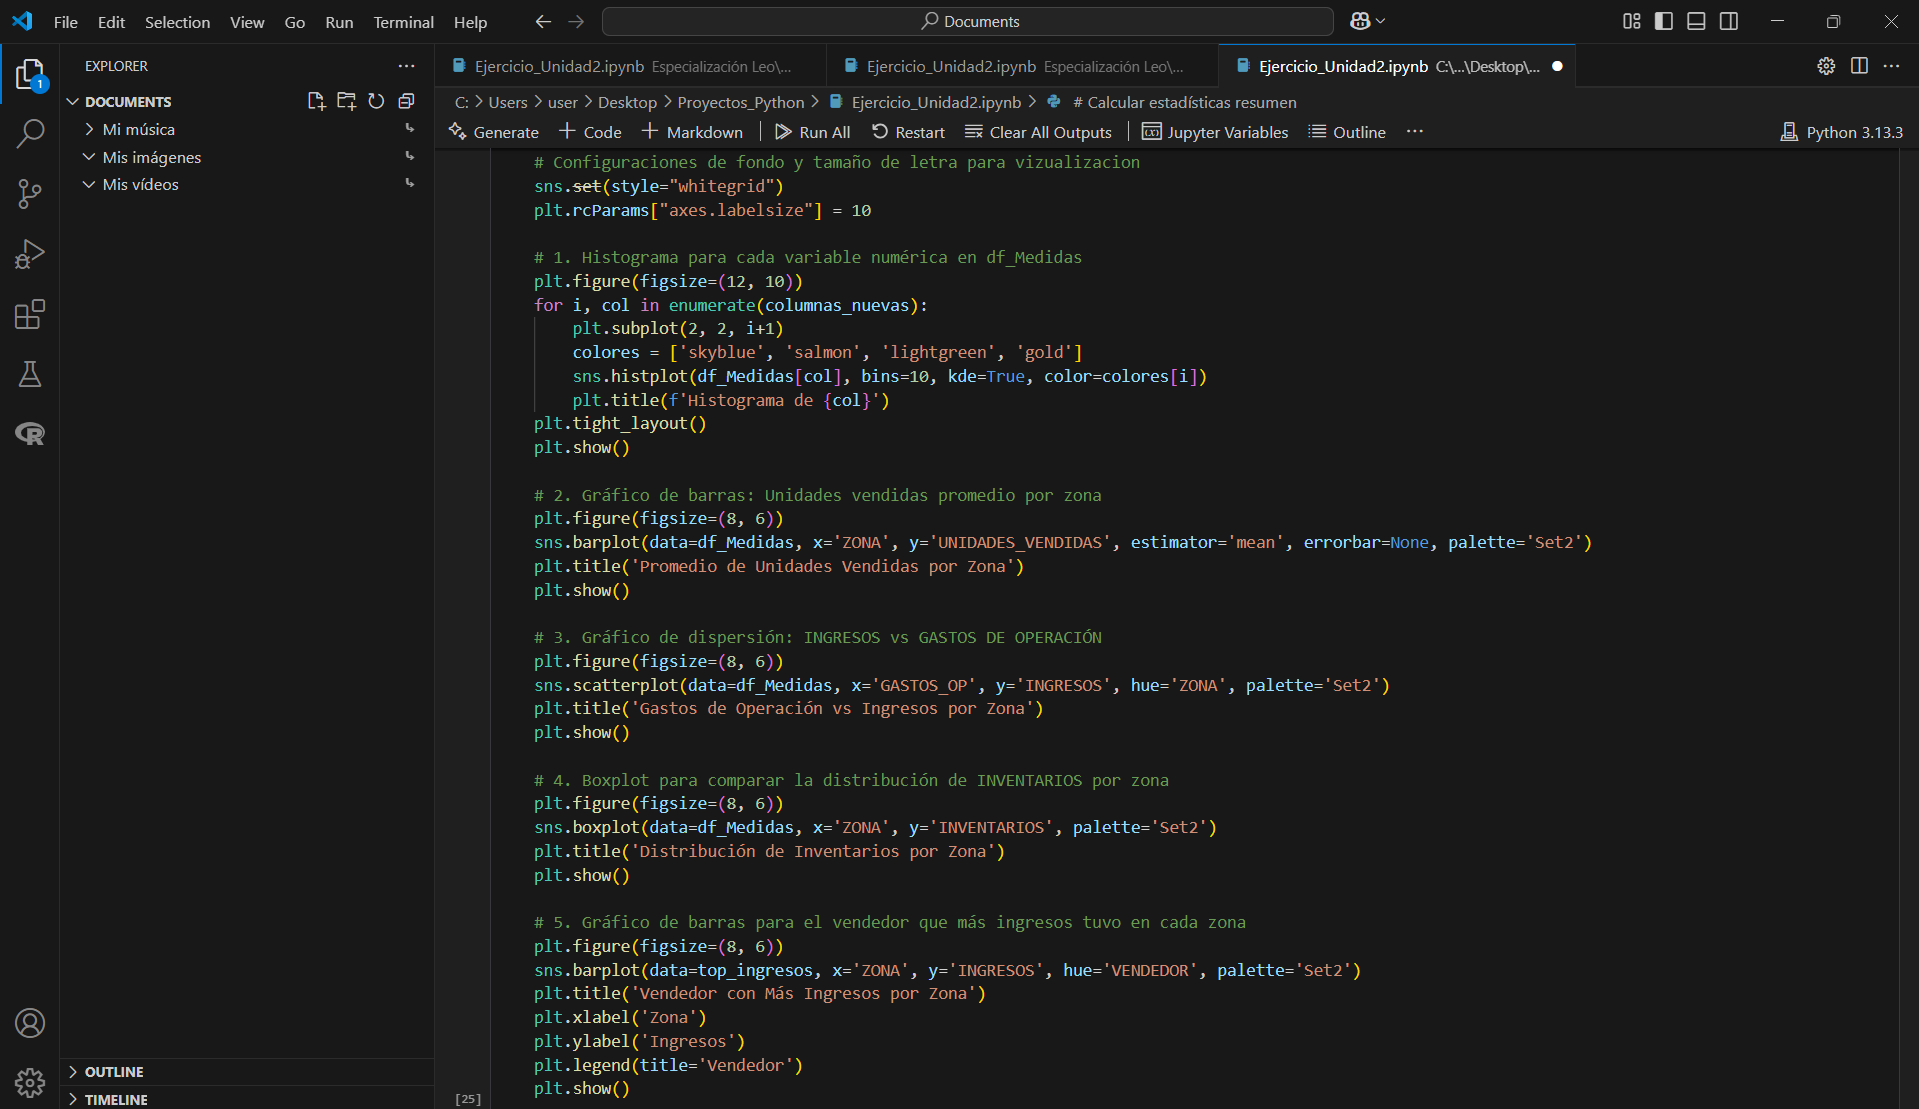 File Edit Selection View Go Run Terminal Help
Documents
EXPLORER
Ejercicio_Unidad2.ipynb Especialización Leo\...
Ejercicio_Unidad2.ipynb Especialización Leo\...
Ejercicio_Unidad2.ipynb C:\...\Desktop\...
1
DOCUMENTS
Mi música
Mis imágenes
Mis vídeos
C: > Users > user > Desktop > Proyectos_Python > Ejercicio_Unidad2.ipynb > # Calcular estadísticas resumen
Generate + Code + Markdown | Run All Restart Clear All Outputs | Jupyter Variables Outline ...
Python 3.13.3
# Configuraciones de fondo y tamaño de letra para vizualizacion
sns.set(style="whitegrid")
plt.rcParams["axes.labelsize"] = 10
# 1. Histograma para cada variable numérica en df_Medidas
plt.figure(figsize=(12, 10))
for i, col in enumerate(columnas_nuevas):
    plt.subplot(2, 2, i+1)
    colores = ['skyblue', 'salmon', 'lightgreen', 'gold']
    sns.histplot(df_Medidas[col], bins=10, kde=True, color=colores[i])
    plt.title(f'Histograma de {col}')
plt.tight_layout()
plt.show()
# 2. Gráfico de barras: Unidades vendidas promedio por zona
plt.figure(figsize=(8, 6))
sns.barplot(data=df_Medidas, x='ZONA', y='UNIDADES_VENDIDAS', estimator='mean', errorbar=None, palette='Set2')
plt.title('Promedio de Unidades Vendidas por Zona')
plt.show()
# 3. Gráfico de dispersión: INGRESOS vs GASTOS DE OPERACIÓN
plt.figure(figsize=(8, 6))
sns.scatterplot(data=df_Medidas, x='GASTOS_OP', y='INGRESOS', hue='ZONA', palette='Set2')
plt.title('Gastos de Operación vs Ingresos por Zona')
plt.show()
# 4. Boxplot para comparar la distribución de INVENTARIOS por zona
plt.figure(figsize=(8, 6))
sns.boxplot(data=df_Medidas, x='ZONA', y='INVENTARIOS', palette='Set2')
plt.title('Distribución de Inventarios por Zona')
plt.show()
# 5. Gráfico de barras para el vendedor que más ingresos tuvo en cada zona
plt.figure(figsize=(8, 6))
sns.barplot(data=top_ingresos, x='ZONA', y='INGRESOS', hue='VENDEDOR', palette='Set2')
plt.title('Vendedor con Más Ingresos por Zona')
plt.xlabel('Zona')
plt.ylabel('Ingresos')
plt.legend(title='Vendedor')
plt.show()
[25]
OUTLINE
TIMELINE